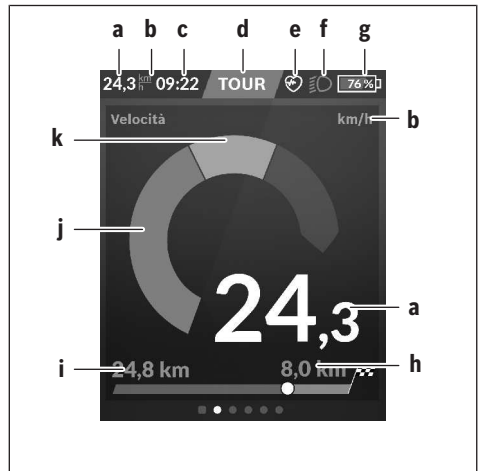 a b c d e f g
24,3 km/h 09:22 TOUR 76 %
Velocità km/h b
k
j
24,3 a
i 24,8 km 8,0 km h